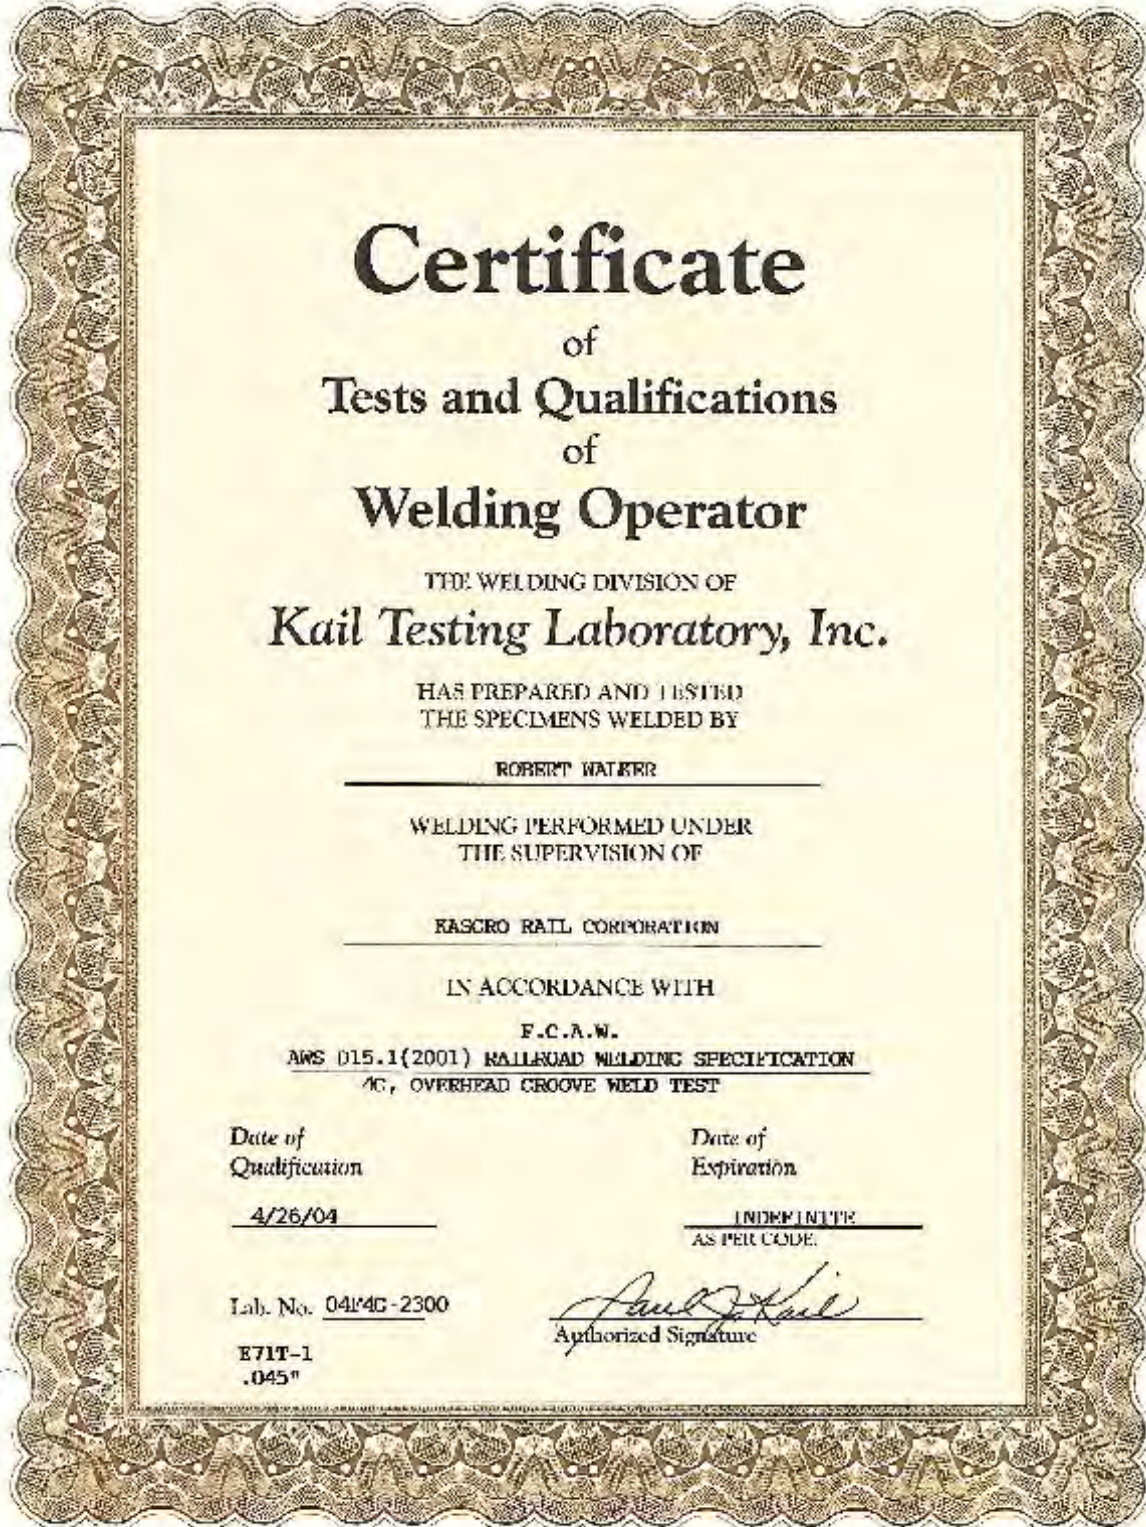 Certificate
of
Tests and Qualifications
of
Welding Operator
THE WELDING DIVISION OF
Kail Testing Laboratory, Inc.
HAS PREPARED AND TESTED
THE SPECIMENS WELDED BY
ROBERT WALKER
WELDING PERFORMED UNDER
THE SUPERVISION OF
KASGRO RAIL CORPORATION
IN ACCORDANCE WITH
F.C.A.W.
AWS D15.1(2001) RAILROAD WELDING SPECIFICATION
4G, OVERHEAD GROOVE WELD TEST
Date of Date of
Qualification Expiration
4/26/04 INDEFINITE
AS PER CODE.
Lab. No. Paul J. Kail
Authorized Signature
E71T-1
.045"